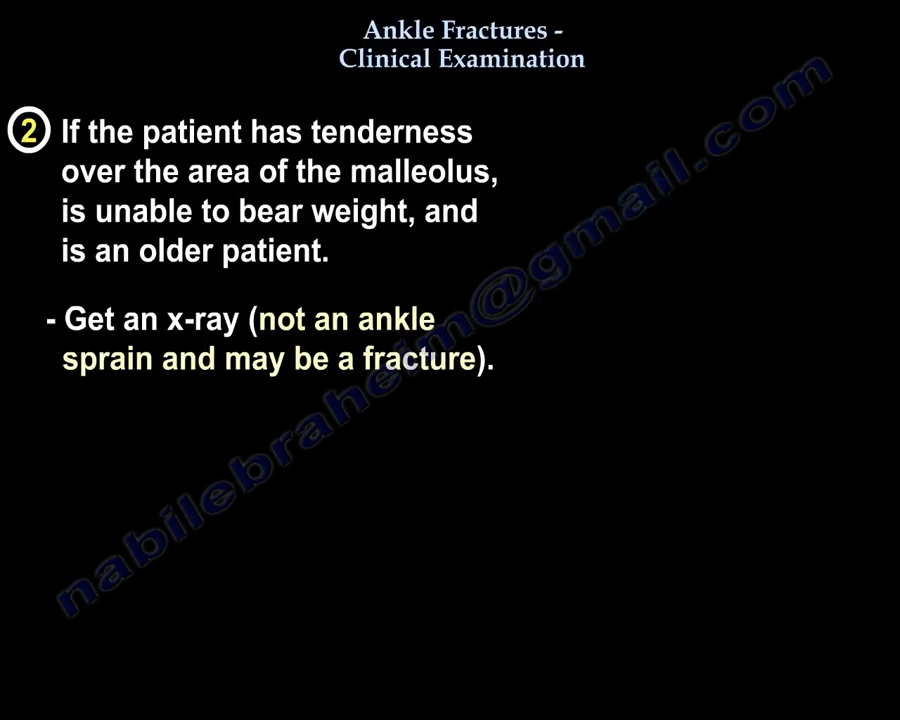 Ankle Fractures -
Clinical Examination
2 If the patient has tenderness
over the area of the malleolus,
is unable to bear weight, and
is an older patient.
- Get an x-ray (not an ankle
sprain and may be a fracture).
nabilebraheim@gmail.com